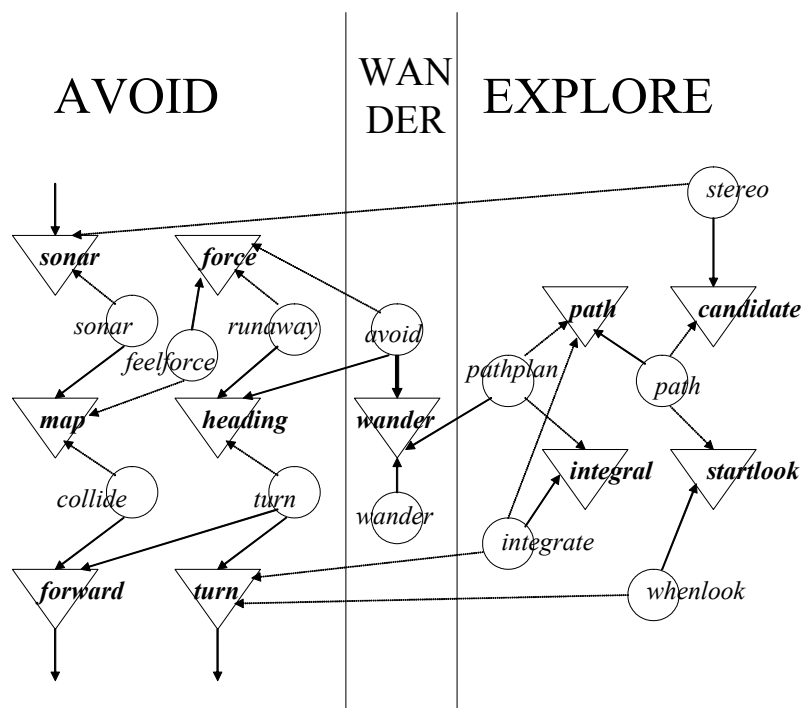 AVOID
WAN
DER
EXPLORE
stereo
sonar
force
path
candidate
sonar
runaway
avoid
feelforce
pathplan
path
map
heading
wander
integral
startlook
collide
turn
wander
integrate
forward
turn
whenlook